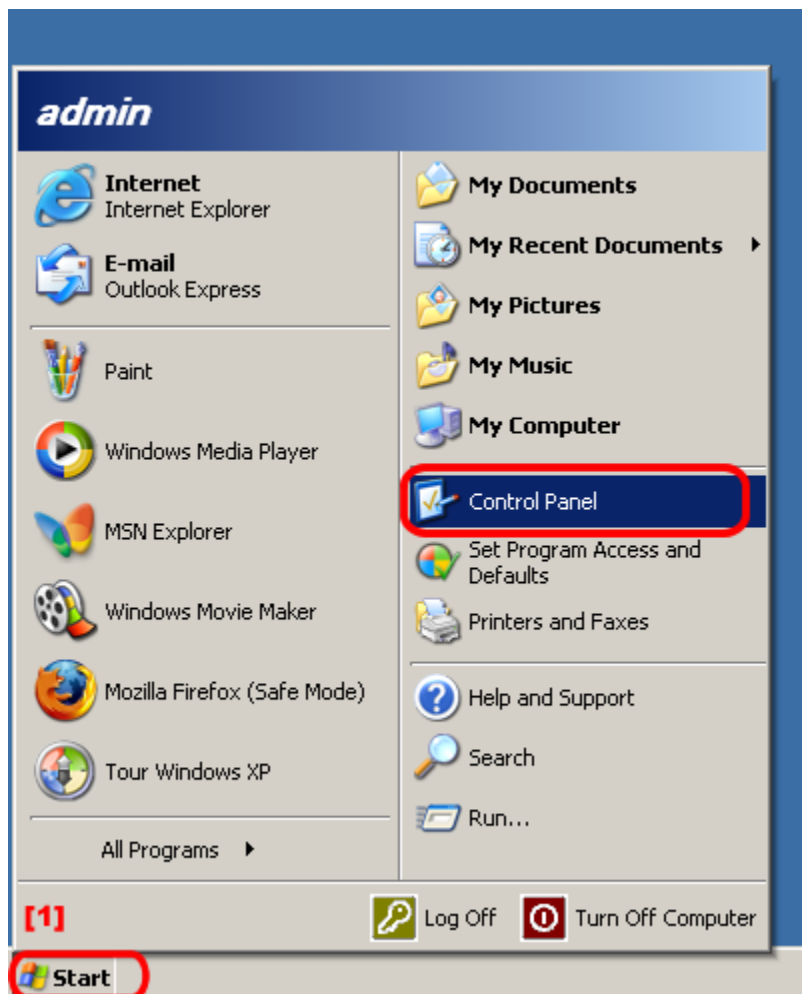 admin
Internet
Internet Explorer
E-mail
Outlook Express
Paint
Windows Media Player
MSN Explorer
Windows Movie Maker
Mozilla Firefox (Safe Mode)
Tour Windows XP
All Programs
My Documents
My Recent Documents
My Pictures
My Music
My Computer
Control Panel
Set Program Access and
Defaults
Printers and Faxes
Help and Support
Search
Run...
[1]
Log Off
Turn Off Computer
Start